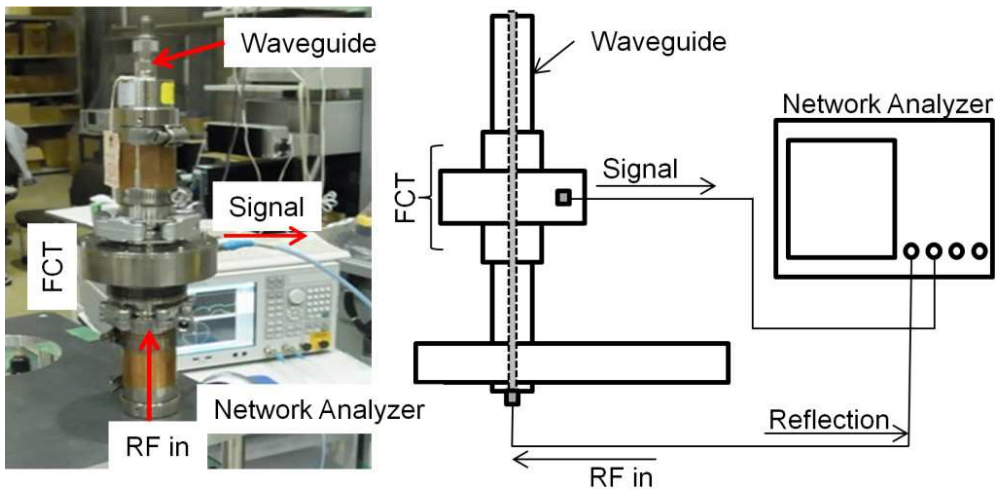 Waveguide
Signal
FCT
Network Analyzer
RF in
Waveguide
Network Analyzer
FCT
Signal
Reflection
RF in